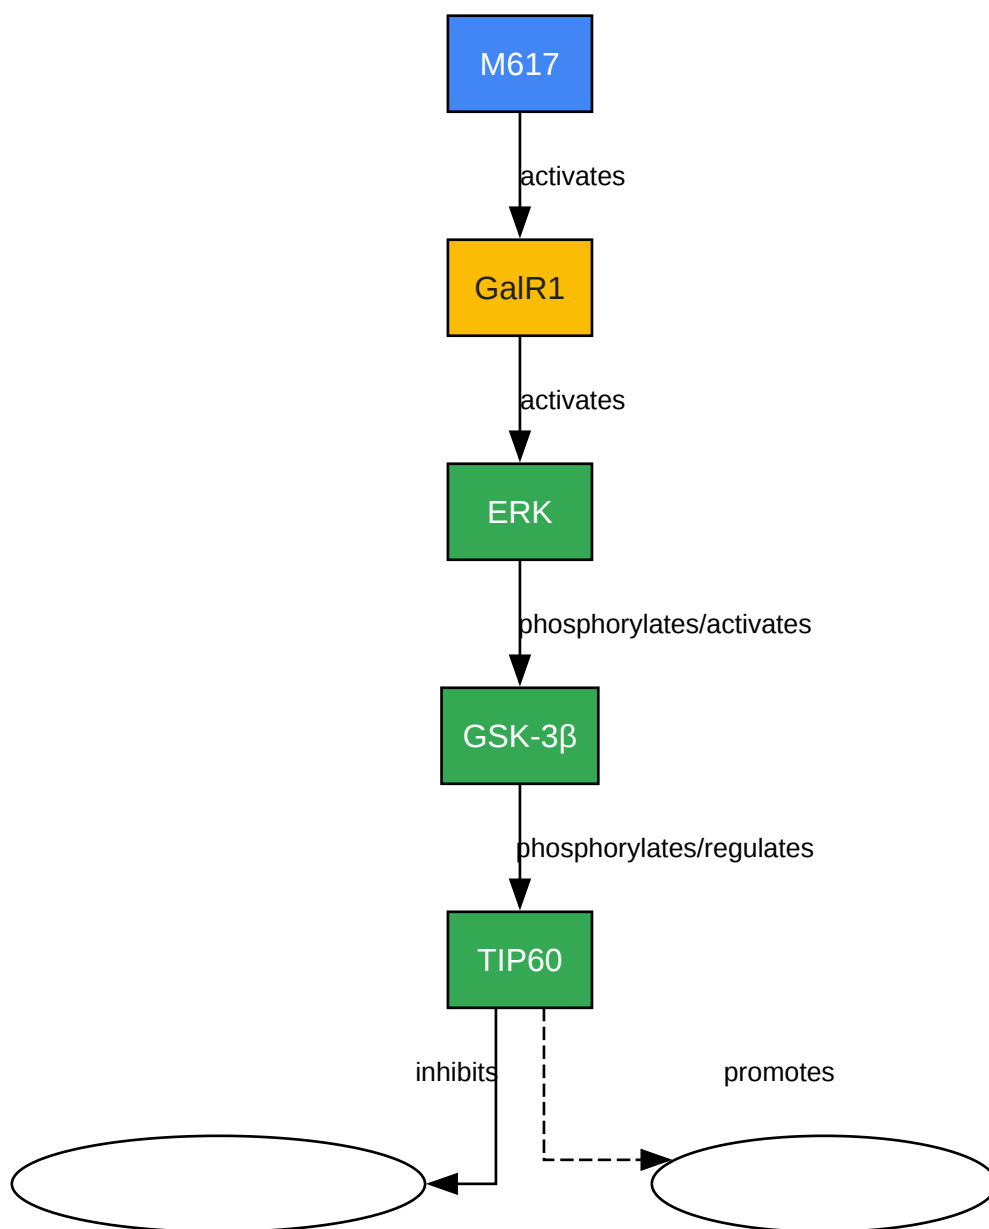 M617
activates
GalR1
activates
ERK
phosphorylates/activates
GSK-3β
phosphorylates/regulates
TIP60
inhibits
promotes